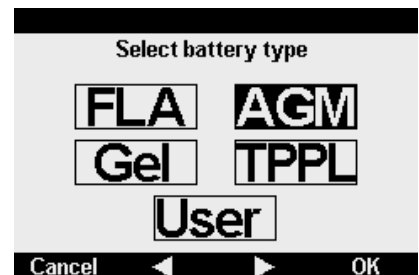 Select battery type
FLA AGM
Gel TPPL
User
Cancel OK